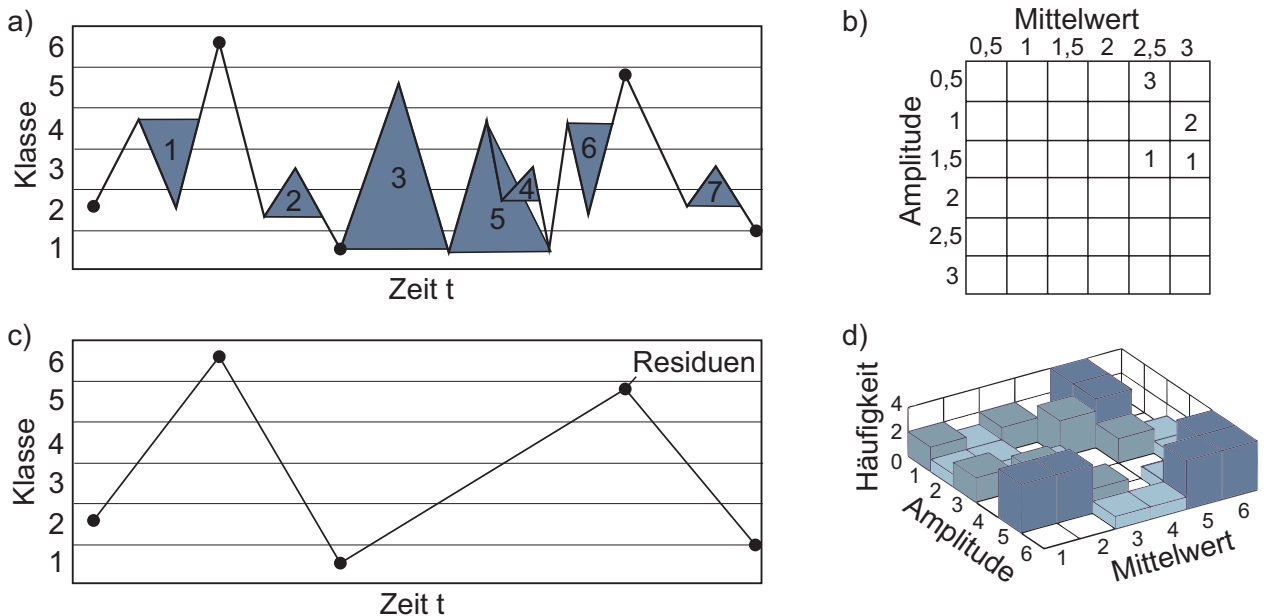 a)
Klasse
6
5
4
3
2
1
1
2
3
4
5
6
7
Zeit t
b)
Mittelwert
0,5 1 1,5 2 2,5 3
Amplitude
0,5 3
1 2
1,5 1 1
2
2,5
3
c)
Klasse
6
5
4
3
2
1
Residuen
Zeit t
d)
Häufigkeit
4
2
0
1
2
3
4
5
6
Amplitude
1
2
3
4
5
6
Mittelwert